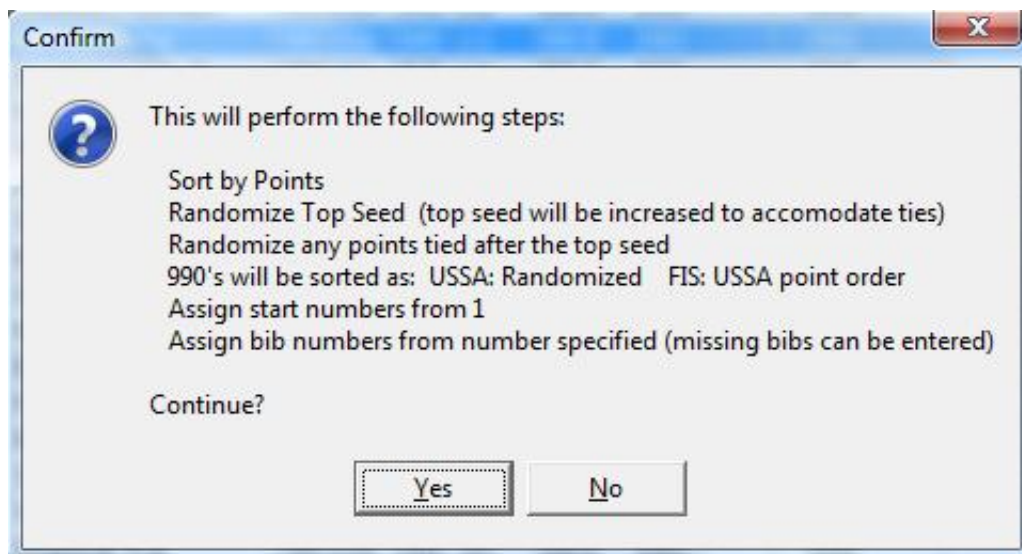 Confirm
X
This will perform the following steps:
Sort by Points
Randomize Top Seed (top seed will be increased to accomodate ties)
Randomize any points tied after the top seed
990's will be sorted as: USSA: Randomized FIS: USSA point order
Assign start numbers from 1
Assign bib numbers from number specified (missing bibs can be entered)
Continue?
Yes No